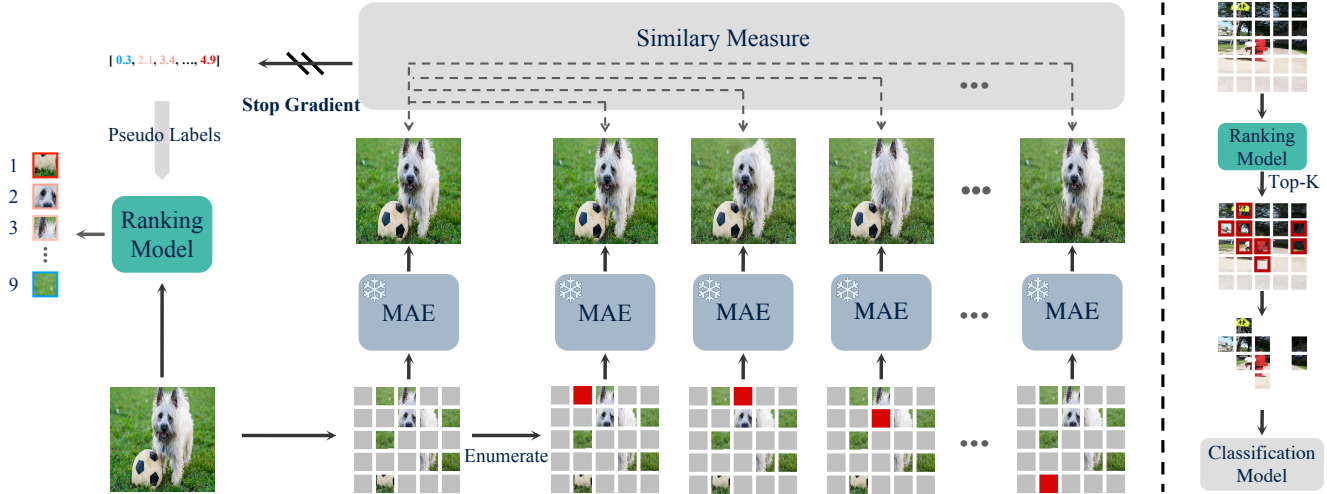 Similary Measure
[ 0.3, 2.1, 3.4, ..., 4.9]
Stop Gradient
Pseudo Labels
1
2
3
9
Ranking
Model
MAE
MAE
MAE
MAE
MAE
Enumerate
Ranking
Model
Top-K
Classification
Model